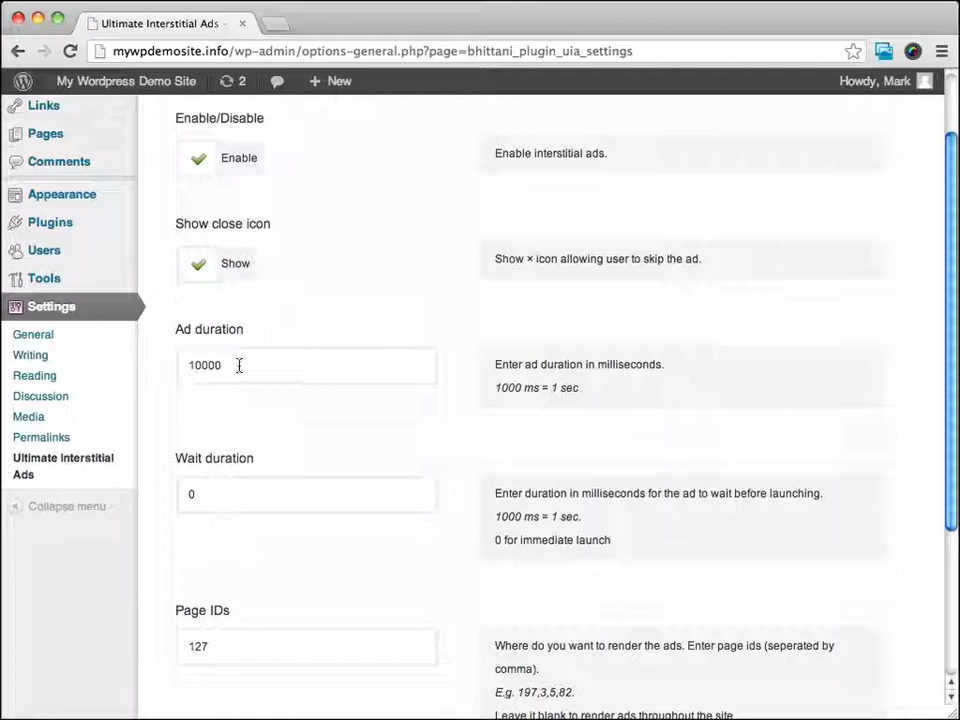 Ultimate Interstitial Ads
mywpdemosite.info/wp-admin/options-general.php?page=bhittani_plugin_uia_settings
My Wordpress Demo Site 2 + New Howdy, Mark
Links
Pages
Comments
Appearance
Plugins
Users
Tools
Settings
General
Writing
Reading
Discussion
Media
Permalinks
Ultimate Interstitial
Ads
Collapse menu
Enable/Disable
Enable
Enable interstitial ads.
Show close icon
Show
Show × icon allowing user to skip the ad.
Ad duration
10000
Enter ad duration in milliseconds.
1000 ms = 1 sec
Wait duration
0
Enter duration in milliseconds for the ad to wait before launching.
1000 ms = 1 sec.
0 for immediate launch
Page IDs
127
Where do you want to render the ads. Enter page ids (seperated by
comma).
E.g. 197,3,5,82.
Leave it blank to render ads throughout the site